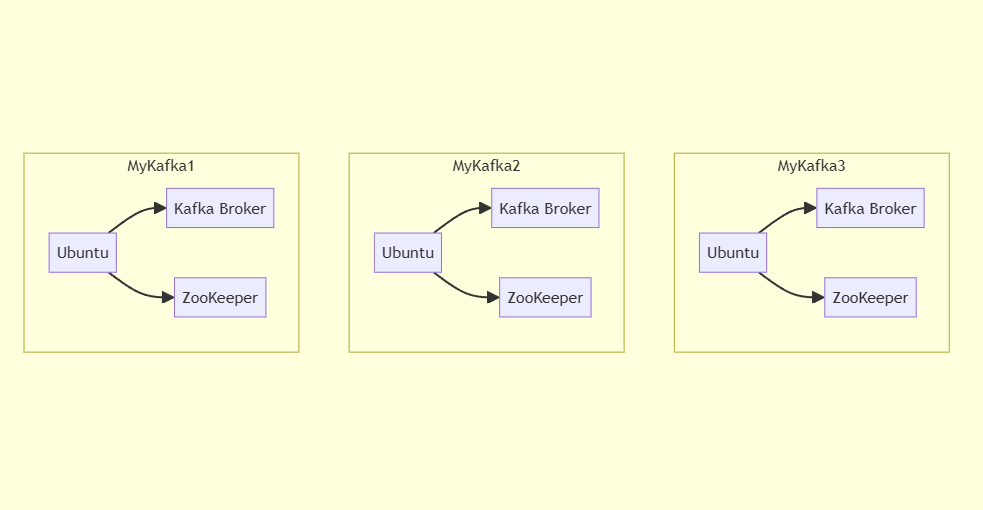 MyKafka1
Kafka Broker
Ubuntu
ZooKeeper
MyKafka2
Kafka Broker
Ubuntu
ZooKeeper
MyKafka3
Kafka Broker
Ubuntu
ZooKeeper